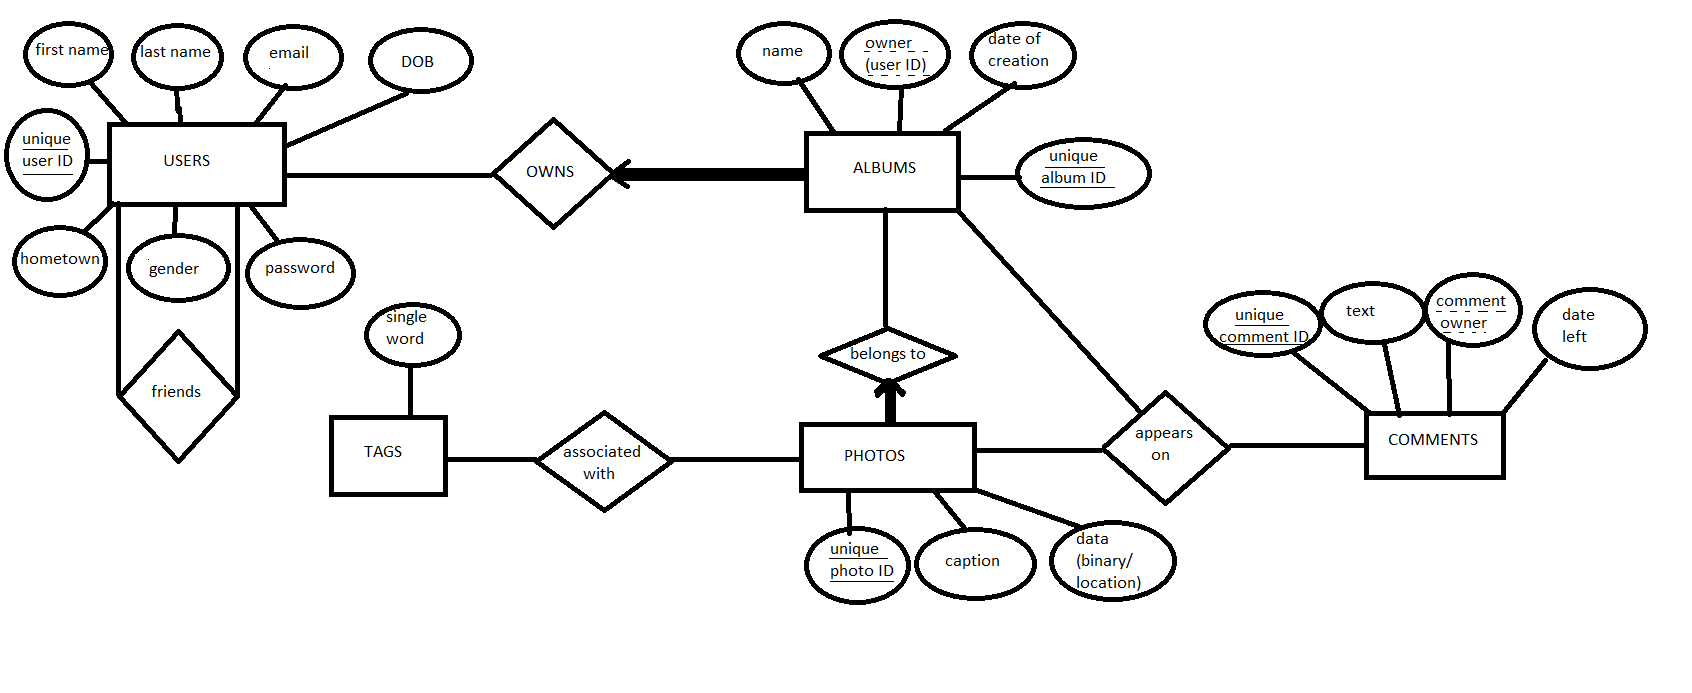 first name
last name
email
DOB
unique
user ID
USERS
hometown
gender
password
friends
OWNS
name
owner
(user ID)
date of
creation
ALBUMS
unique
album ID
single
word
TAGS
associated
with
belongs to
PHOTOS
unique
photo ID
caption
data
(binary/
location)
appears
on
unique
comment ID
text
comment
owner
date
left
COMMENTS